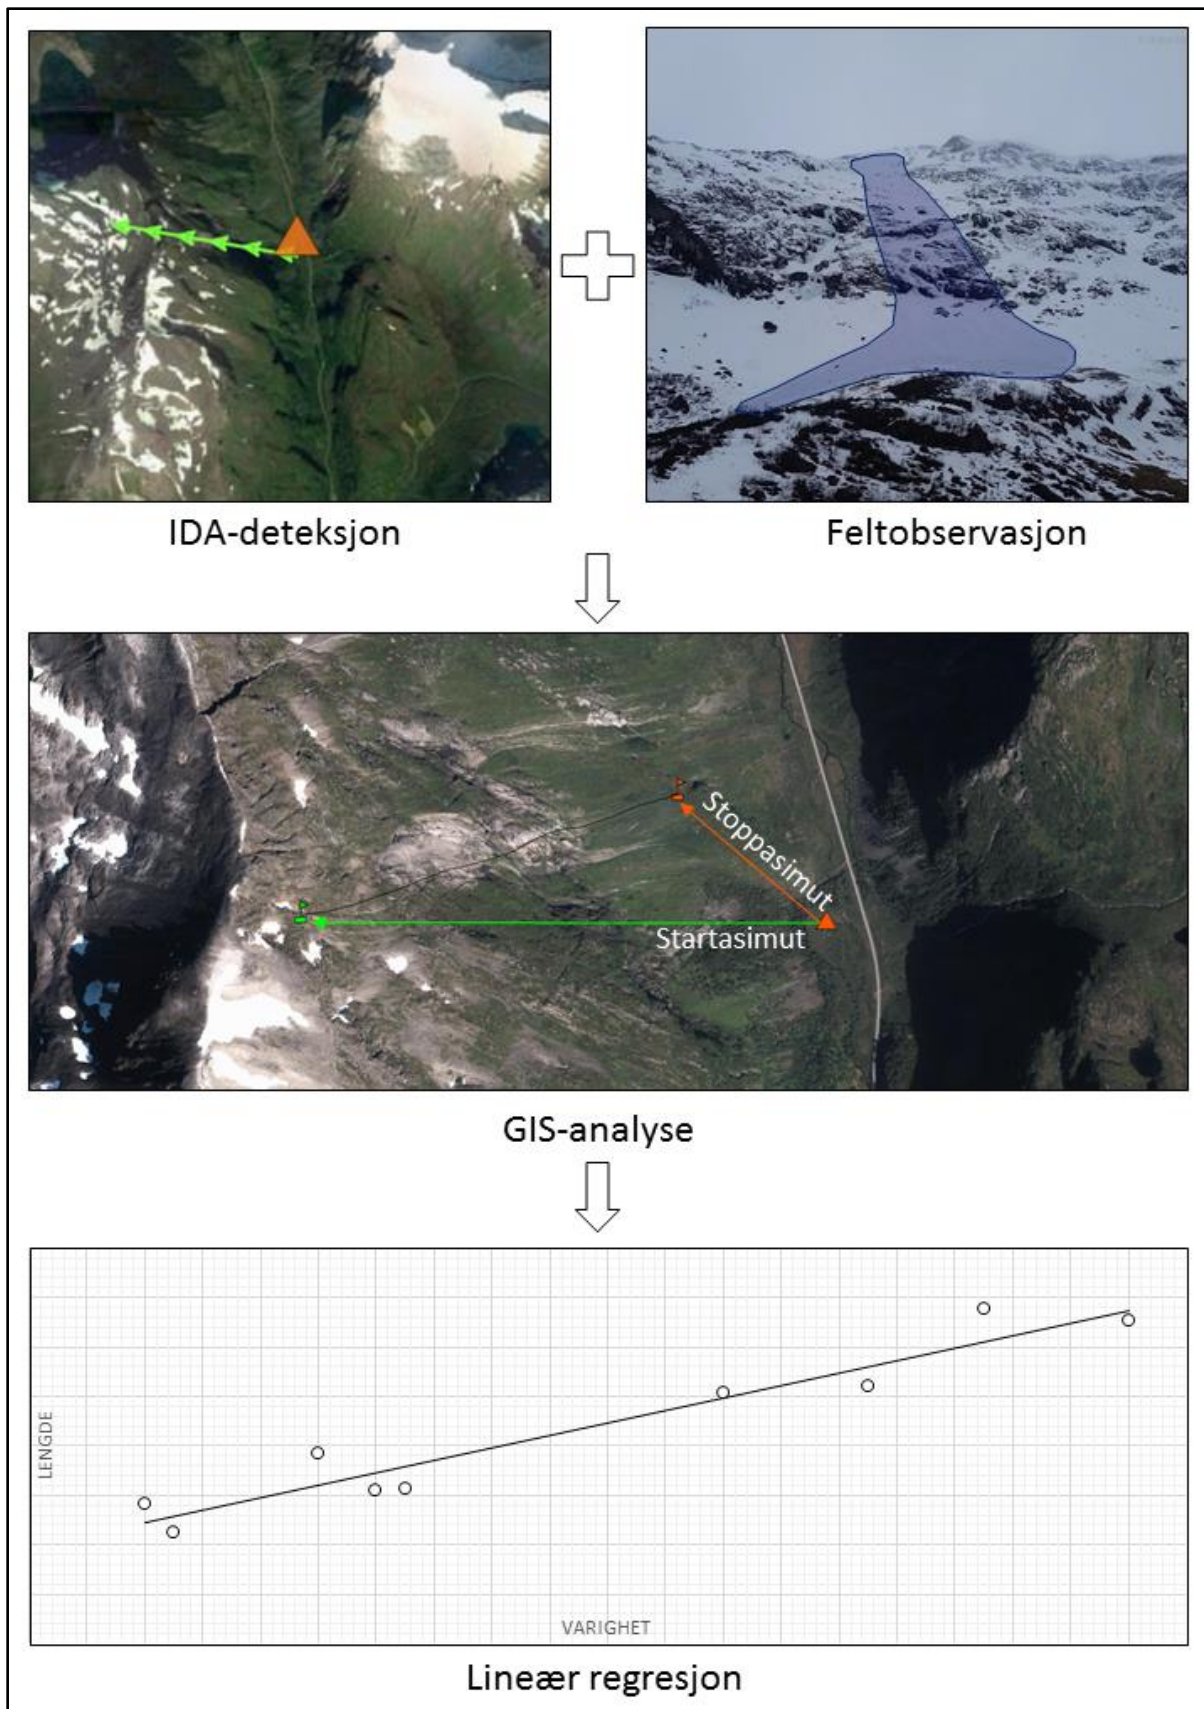 IDA-deteksjon
Feltobservasjon
Stoppasimut
Startasimut
GIS-analyse
LENGDE
VARIGHET
Lineær regresjon